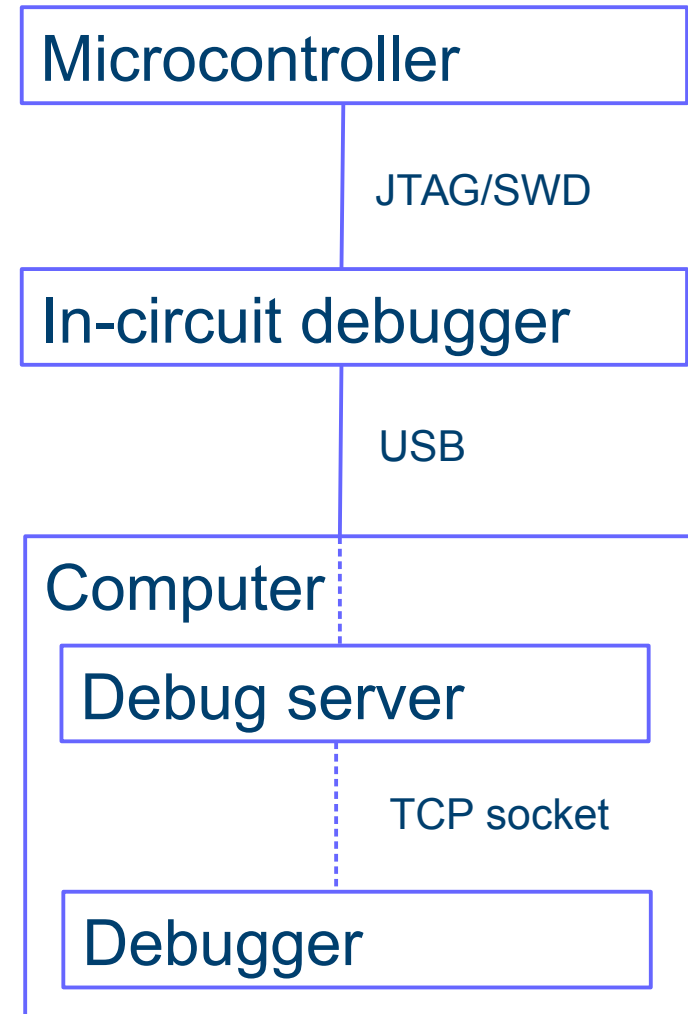 Microcontroller
JTAG/SWD
In-circuit debugger
USB
Computer
Debug server
TCP socket
Debugger